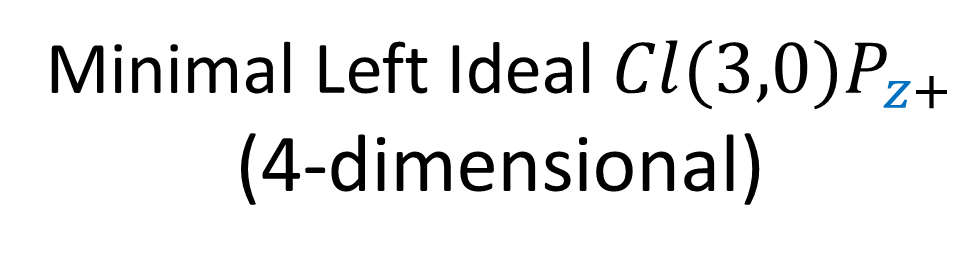 Minimal Left Ideal Cl(3,0)P_{z+}
(4-dimensional)